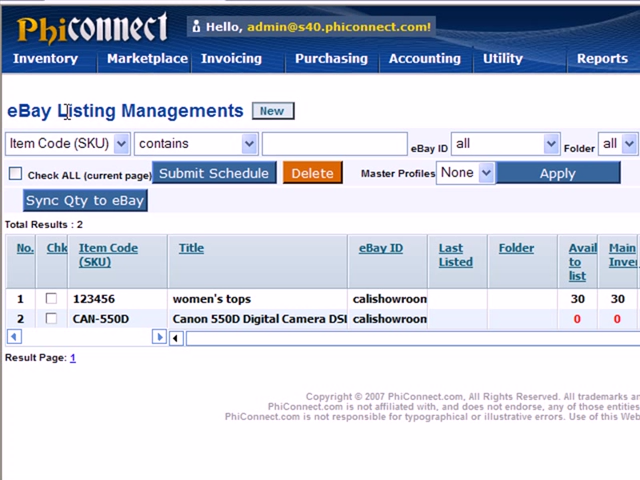 Phiconnect Hello, admin@s40.phiconnect.com!
Inventory Marketplace Invoicing Purchasing Accounting Utility Reports
eBay Listing Managements New
Item Code (SKU) contains eBay ID all Folder all
Check ALL (current page) Submit Schedule Delete Master Profiles None Apply
Sync Qty to eBay
Total Results : 2
No. Chk Item Code (SKU) Title eBay ID Last Listed Folder Avail to list Main Inve
1 123456 women's tops calishowroon 30 30
2 CAN-550D Canon 550D Digital Camera DSL calishowroon 0 0
Result Page: 1
Copyright © 2007 PhiConnect.com, All Rights Reserved. All trademarks a
PhiConnect.com is not affiliated with, and does not endorse, any of those entities
PhiConnect.com is not responsible for typographical or illustrative errors. Use of this Web